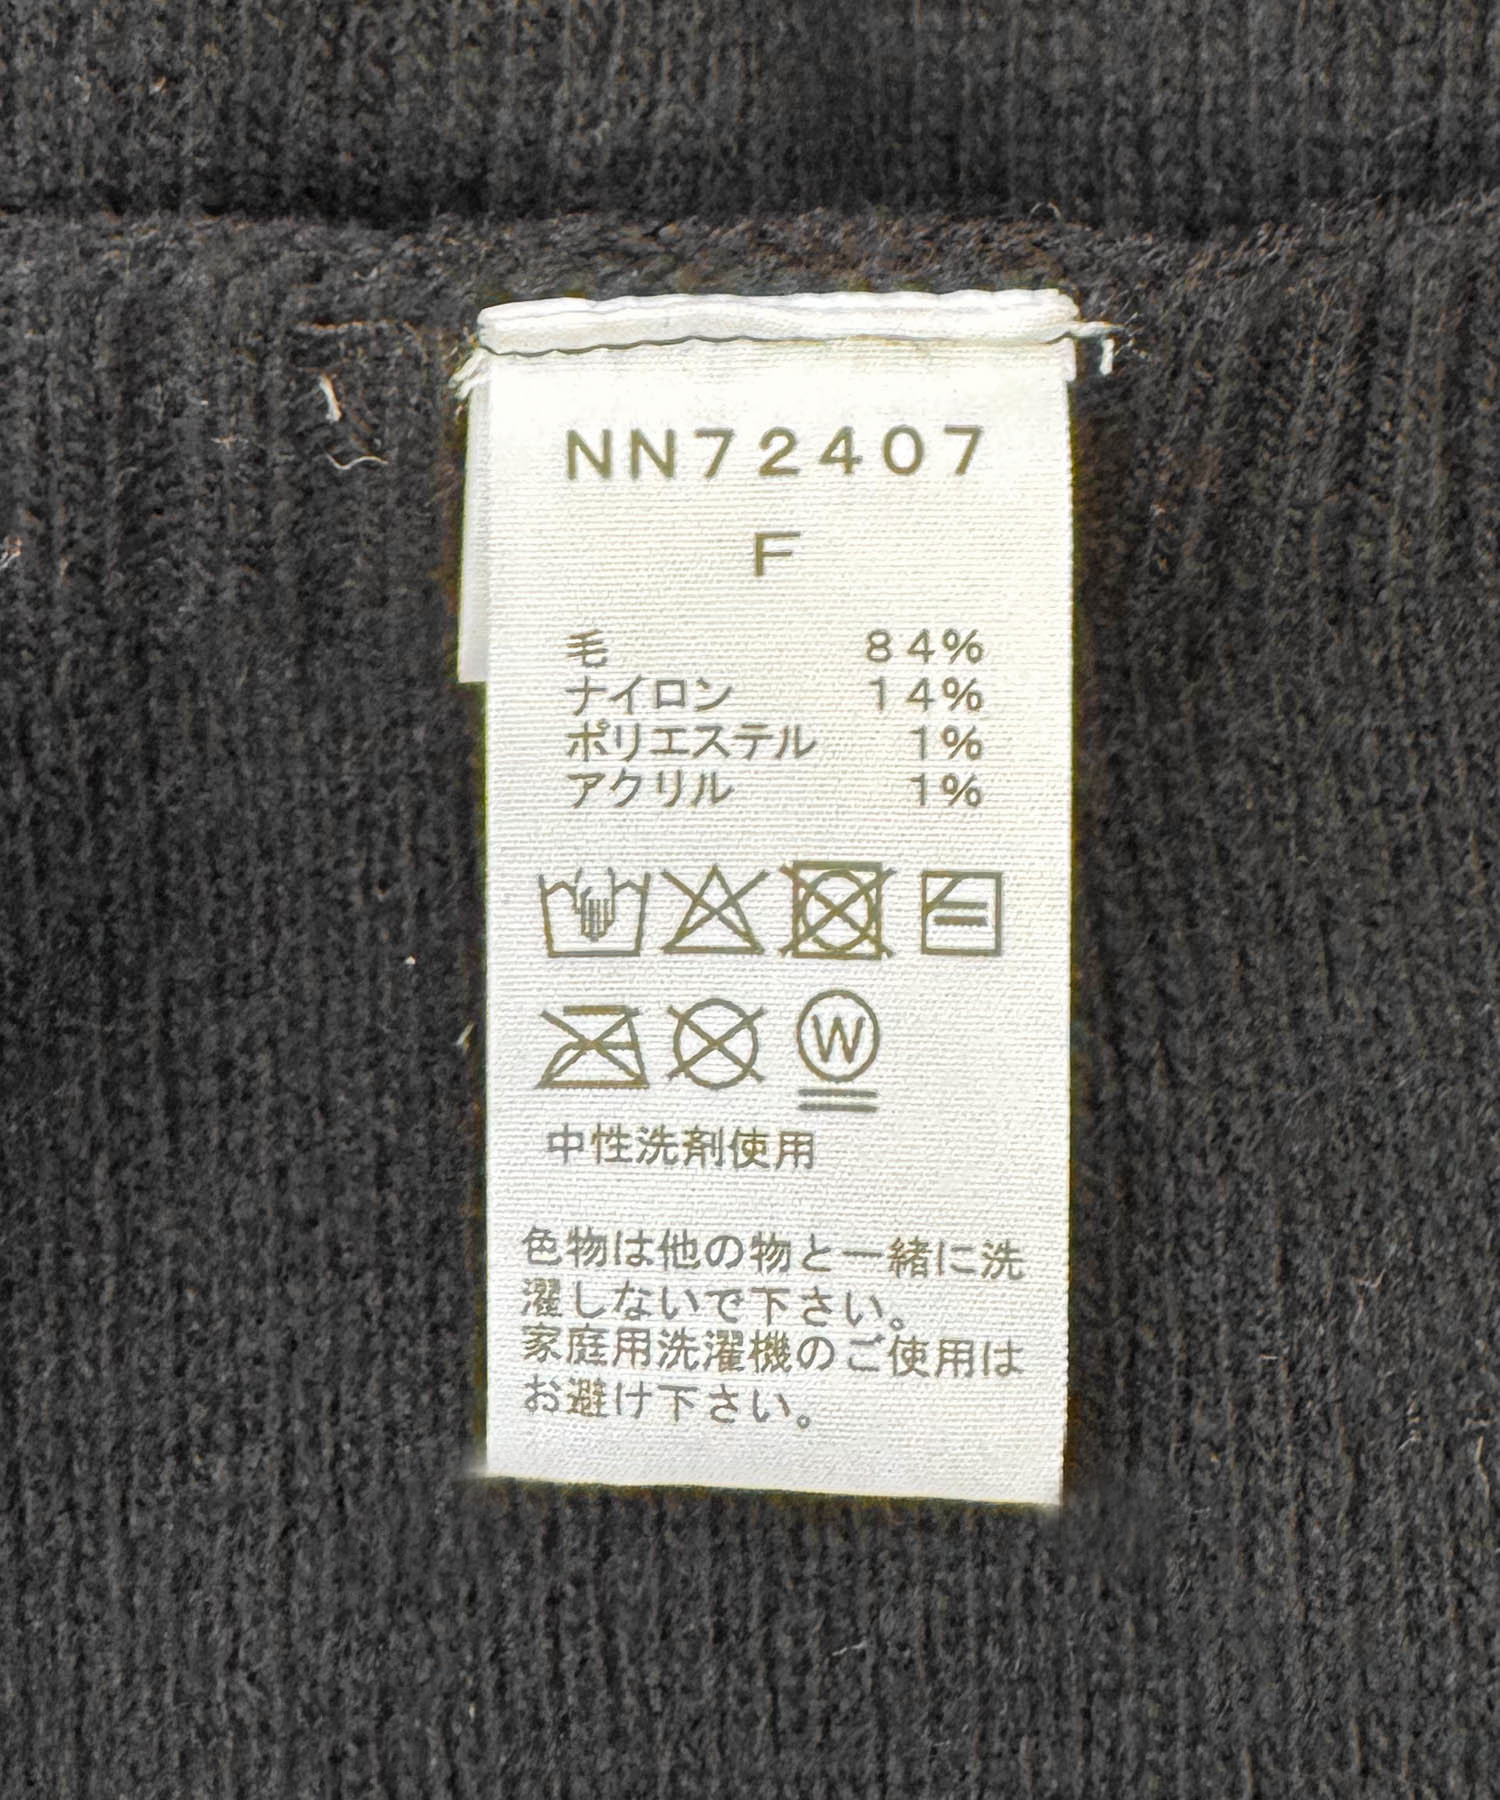 NN72407
F
毛 84%
ナイロン 14%
ポリエステル 1%
アクリル 1%
W
中性洗剤使用
色物は他の物と一緒に洗
濯しないで下さい。
家庭用洗濯機のご使用は
お避け下さい。